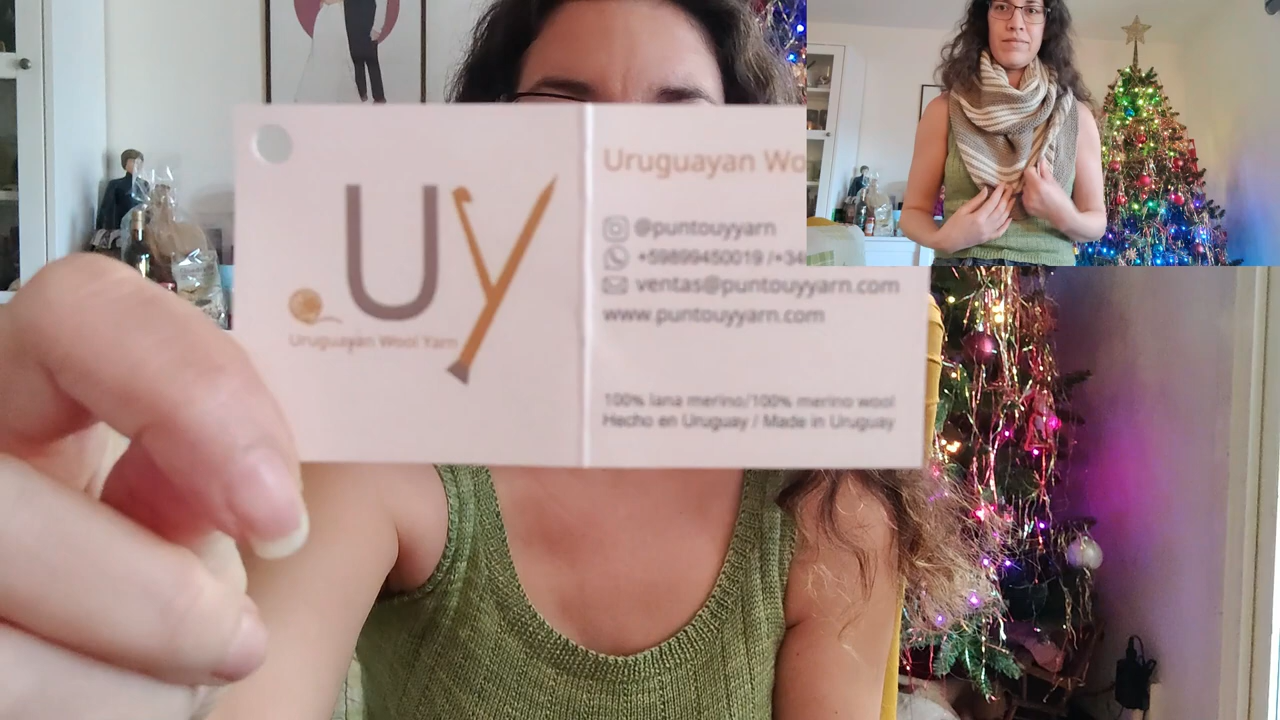 .Uy
Uruguayan Wool Yarn
Uruguayan Wo
@puntouyyarn
+59899450019 /+34
ventas@puntouyyarn.com
www.puntouyyarn.com
100% lana merino/100% merino wool
Hecho en Uruguay / Made in Uruguay